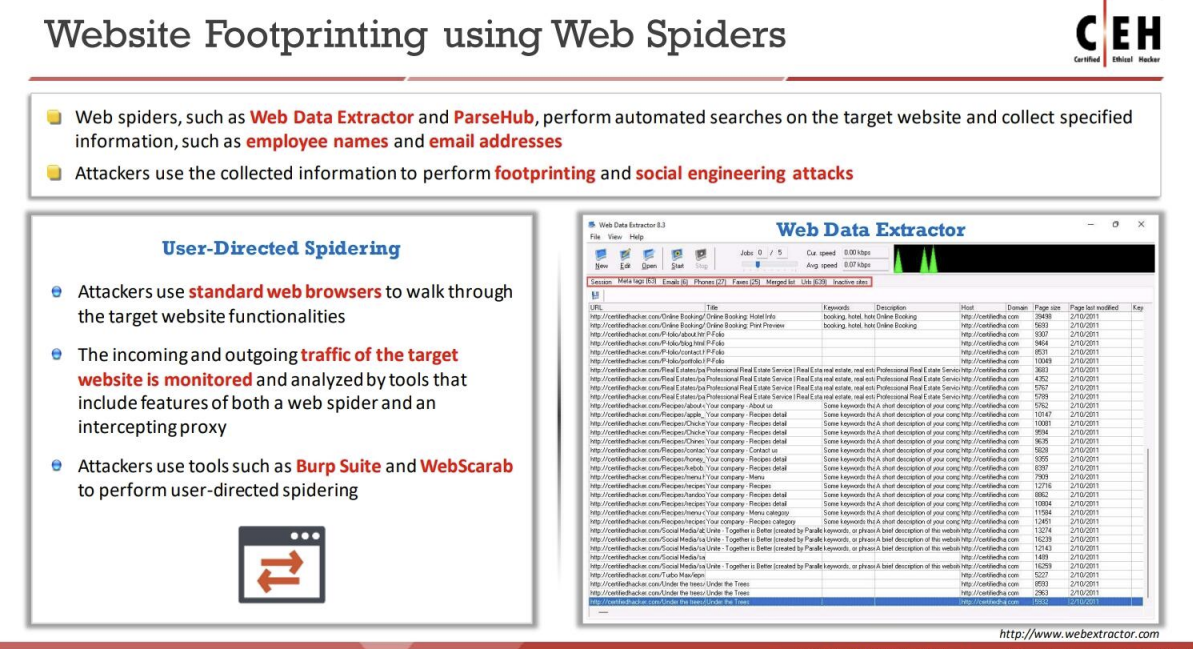 Website Footprinting using Web Spiders
C|EH
Certified Ethical Hacker
Web spiders, such as Web Data Extractor and ParseHub, perform automated searches on the target website and collect specified
information, such as employee names and email addresses
Attackers use the collected information to perform footprinting and social engineering attacks
User-Directed Spidering
Attackers use standard web browsers to walk through
the target website functionalities
The incoming and outgoing traffic of the target
website is monitored and analyzed by tools that
include features of both a web spider and an
intercepting proxy
Attackers use tools such as Burp Suite and WebScarab
to perform user-directed spidering
Web Data Extractor 8.3
Web Data Extractor
File View Help
New Edit Open Start Stop
Jobs 0 / 5
Cur. speed 0.00 kbps
Avg. speed 0.07 kbps
Session Meta tags (63) Emails (6) Phones (27) Faxes (25) Merged list Urls (639) Inactive sites
URL Title Keywords Description Host Domain Page size Page last modified Key
http://certifiedhacker.com/Online Booking/ Online Booking: Hotel Info booking, hotel, hote Online Booking http://certifiedha com 39498 2/10/2011
http://certifiedhacker.com/Online Booking/ Online Booking: Print Preview booking, hotel, hote Online Booking http://certifiedha com 5693 2/10/2011
http://certifiedhacker.com/P-folio/about.ht P-Folio http://certifiedha com 9307 2/10/2011
http://certifiedhacker.com/P-folio/blog.html P-Folio http://certifiedha com 9464 2/10/2011
http://certifiedhacker.com/P-folio/contact.h P-Folio http://certifiedha com 8531 2/10/2011
http://certifiedhacker.com/P-folio/portfolio.h P-Folio http://certifiedha com 10049 2/10/2011
http://certifiedhacker.com/Real Estates/pa Professional Real Estate Service | Real Esta real estate, real esti Professional Real Estate Servic http://certifiedha com 3683 2/10/2011
http://certifiedhacker.com/Real Estates/pa Professional Real Estate Service | Real Esta real estate, real esti Professional Real Estate Servic http://certifiedha com 4352 2/10/2011
http://certifiedhacker.com/Real Estates/pa Professional Real Estate Service | Real Esta real estate, real esti Professional Real Estate Servic http://certifiedha com 5767 2/10/2011
http://certifiedhacker.com/Real Estates/pa Professional Real Estate Service | Real Esta real estate, real esti Professional Real Estate Servic http://certifiedha com 5789 2/10/2011
http://certifiedhacker.com/Recipes/about-u Your company - About us Some keywords tha A short description of your comp http://certifiedha com 5762 2/10/2011
http://certifiedhacker.com/Recipes/apple_ Your company - Recipes detail Some keywords tha A short description of your comp http://certifiedha com 10147 2/10/2011
http://certifiedhacker.com/Recipes/Chicke Your company - Recipes detail Some keywords tha A short description of your comp http://certifiedha com 10081 2/10/2011
http://certifiedhacker.com/Recipes/Chicke Your company - Recipes detail Some keywords tha A short description of your comp http://certifiedha com 9594 2/10/2011
http://certifiedhacker.com/Recipes/Chines Your company - Recipes detail Some keywords tha A short description of your comp http://certifiedha com 9635 2/10/2011
http://certifiedhacker.com/Recipes/contac Your company - Contact us Some keywords tha A short description of your comp http://certifiedha com 5828 2/10/2011
http://certifiedhacker.com/Recipes/honey_ Your company - Recipes detail Some keywords tha A short description of your comp http://certifiedha com 9355 2/10/2011
http://certifiedhacker.com/Recipes/kebob. Your company - Recipes detail Some keywords tha A short description of your comp http://certifiedha com 8397 2/10/2011
http://certifiedhacker.com/Recipes/menu.h Your company - Menu Some keywords tha A short description of your comp http://certifiedha com 7909 2/10/2011
http://certifiedhacker.com/Recipes/recipes Your company - Recipes Some keywords tha A short description of your comp http://certifiedha com 12716 2/10/2011
http://certifiedhacker.com/Recipes/tandoo Your company - Recipes detail Some keywords tha A short description of your comp http://certifiedha com 8862 2/10/2011
http://certifiedhacker.com/Recipes/recipes Your company - Recipes detail Some keywords tha A short description of your comp http://certifiedha com 10804 2/10/2011
http://certifiedhacker.com/Recipes/menu-c Your company - Menu category Some keywords tha A short description of your comp http://certifiedha com 11584 2/10/2011
http://certifiedhacker.com/Recipes/recipes Your company - Recipes category Some keywords tha A short description of your comp http://certifiedha com 12451 2/10/2011
http://certifiedhacker.com/Social Media/ab Unite - Together is Better (created by Paralle keywords, or phrase A brief description of this websit http://certifiedha com 13274 2/10/2011
http://certifiedhacker.com/Social Media/sa Unite - Together is Better (created by Paralle keywords, or phrase A brief description of this websit http://certifiedha com 16239 2/10/2011
http://certifiedhacker.com/Social Media/sa Unite - Together is Better (created by Paralle keywords, or phrase A brief description of this websit http://certifiedha com 12143 2/10/2011
http://certifiedhacker.com/Social Media/sa http://certifiedha com 1489 2/10/2011
http://certifiedhacker.com/Social Media/sa Unite - Together is Better (created by Paralle keywords, or phrase A brief description of this websit http://certifiedha com 16259 2/10/2011
http://certifiedhacker.com/Turbo Max/iepn http://certifiedha com 5227 2/10/2011
http://certifiedhacker.com/Under the trees/ Under the Trees http://certifiedha com 8593 2/10/2011
http://certifiedhacker.com/Under the trees/ Under the Trees http://certifiedha com 2963 2/10/2011
http://certifiedhacker.com/Under the trees/ Under the Trees http://certifiedha com 5932 2/10/2011
http://www.webextractor.com